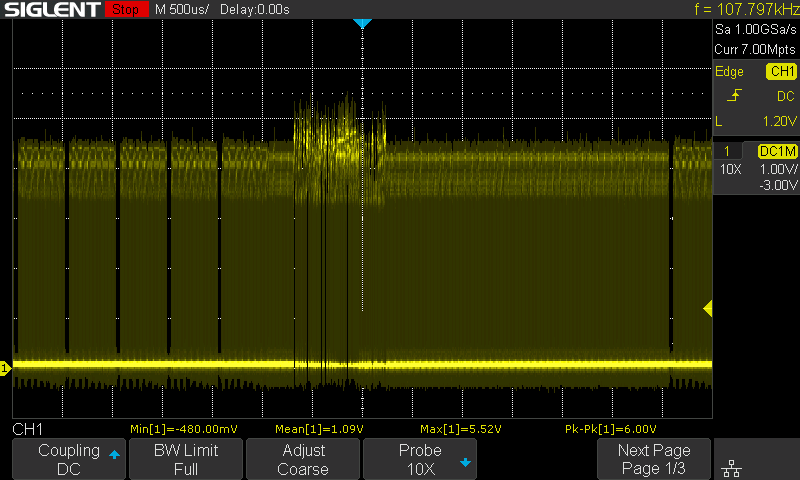 SIGLENT Stop M 500us/ Delay:0.00s f = 107.797kHz
Sa 1.00GSa/s
Curr 7.00Mpts
Edge CH1
DC
L 1.20V
1 DC1M
10X 1.00V/
-3.00V
1
CH1 Min[1]=-480.00mV Mean[1]=1.09V Max[1]=5.52V Pk-Pk[1]=6.00V
Coupling BW Limit Adjust Probe Next Page
DC Full Coarse 10X Page 1/3